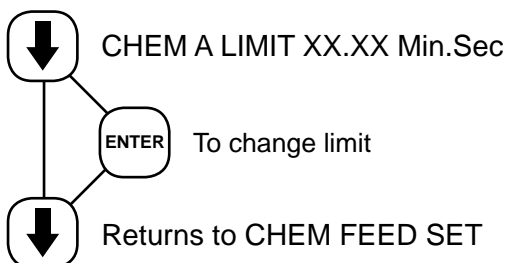 CHEM A LIMIT XX.XX Min.Sec
ENTER To change limit
Returns to CHEM FEED SET